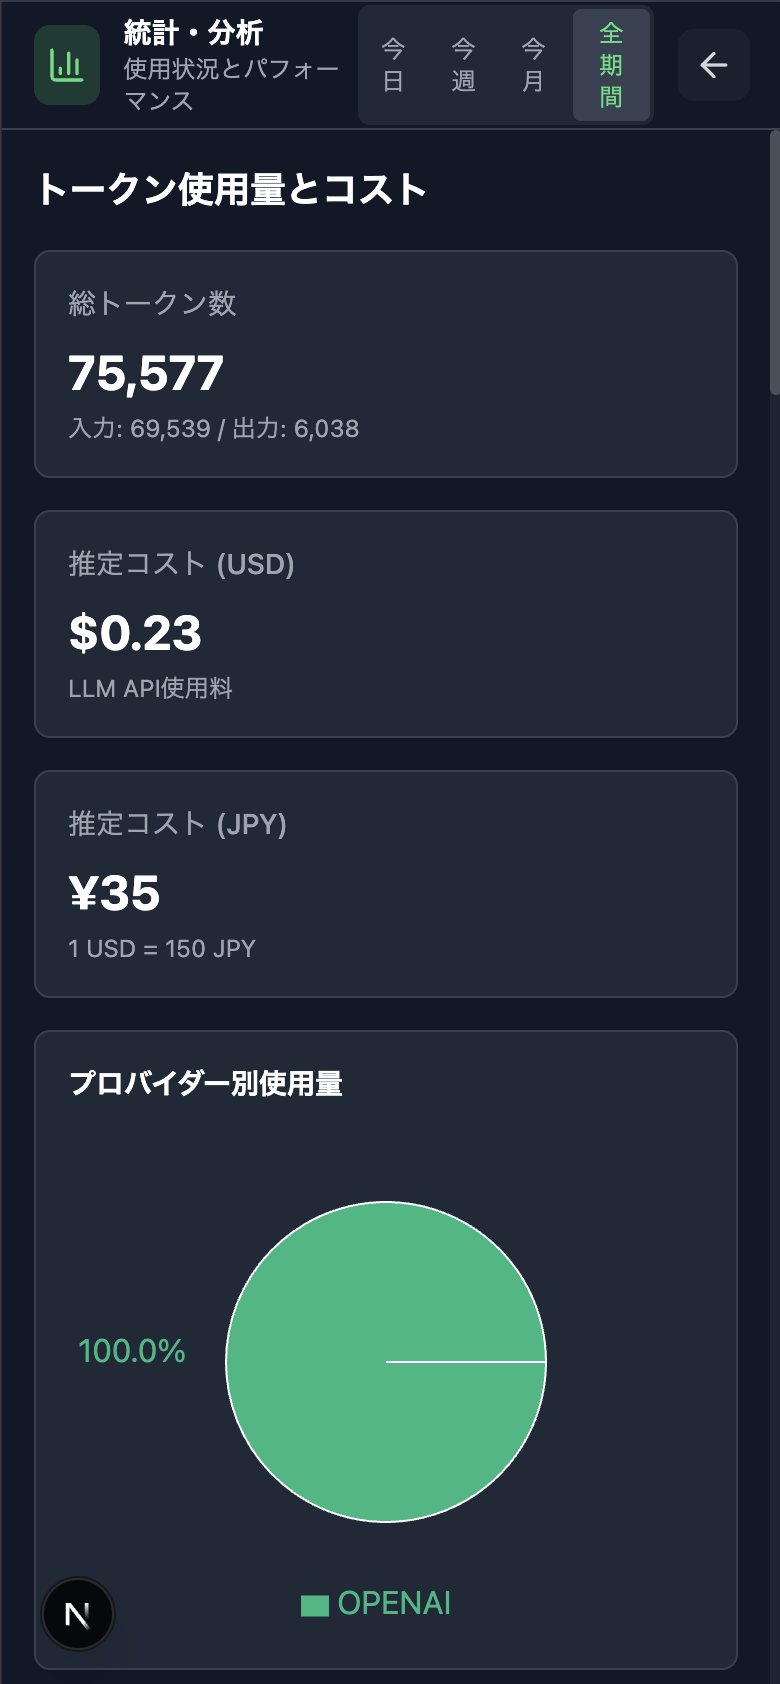 統計・分析
使用状況とパフォー
マンス
今
日
今
週
今
月
全
期
間
トークン使用量とコスト
総トークン数
75,577
入力: 69,539 / 出力: 6,038
推定コスト (USD)
$0.23
LLM API使用料
推定コスト (JPY)
¥35
1 USD = 150 JPY
プロバイダー別使用量
100.0%
OPENAI
N